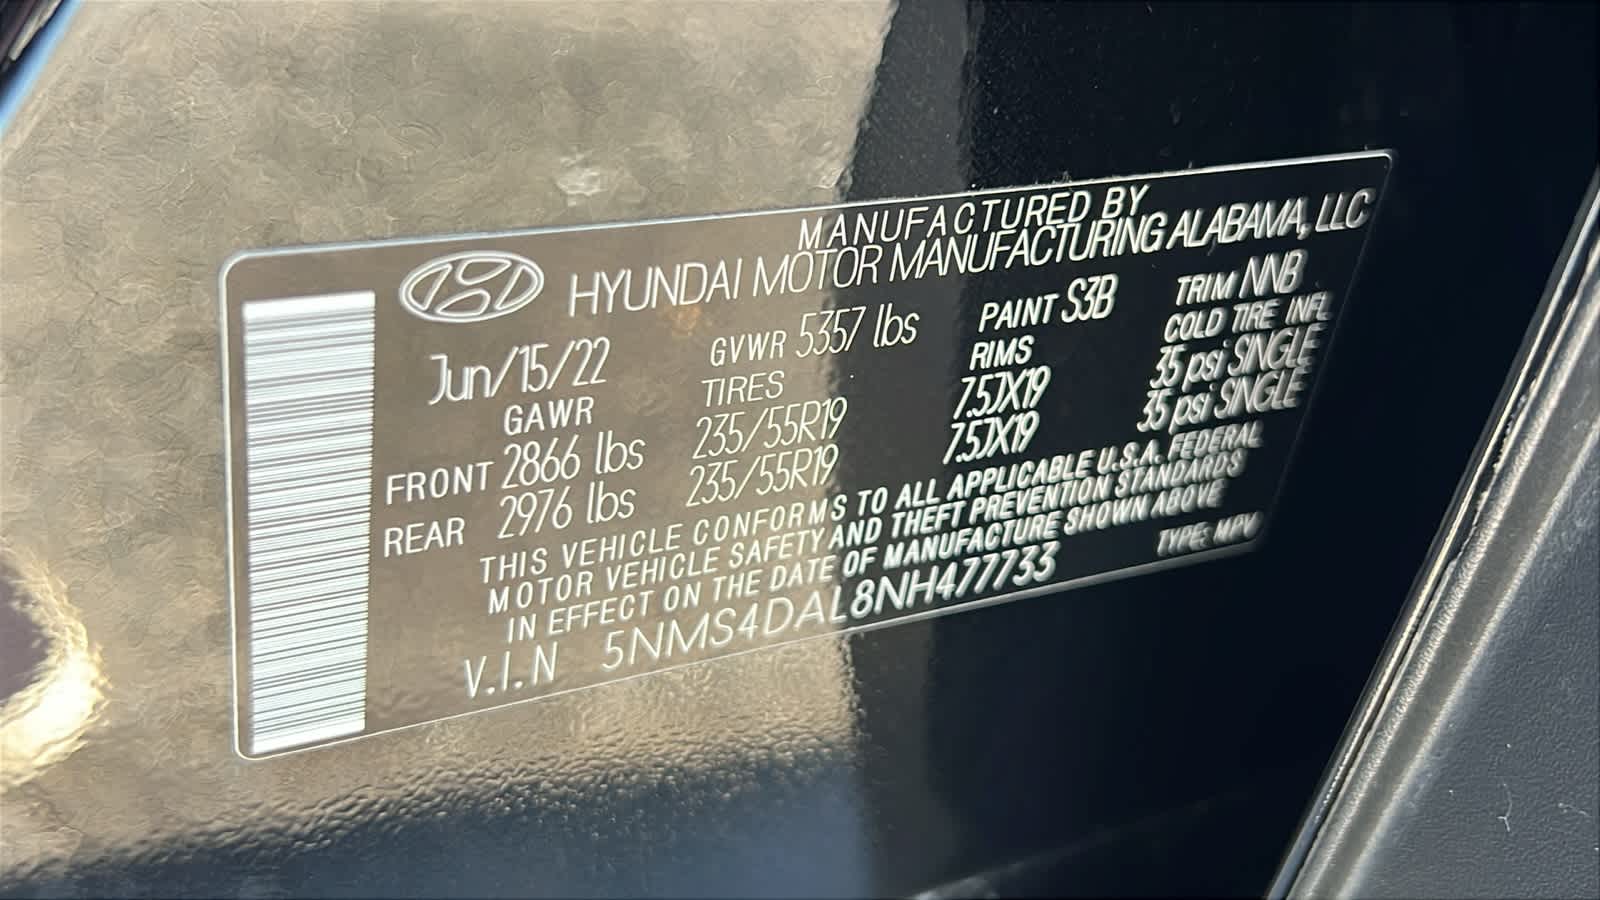 MANUFACTURED BY
HYUNDAI MOTOR MANUFACTURING ALABAMA, LLC
Jun/15/22 GVWR 5357 lbs PAINT S3B TRIM NNB
GAWR TIRES RIMS COLD TIRE INFL
FRONT 2866 lbs 235/55R19 7.5JX19 35 psi SINGLE
REAR 2976 lbs 235/55R19 7.5JX19 35 psi SINGLE
THIS VEHICLE CONFORMS TO ALL APPLICABLE U.S.A. FEDERAL
MOTOR VEHICLE SAFETY AND THEFT PREVENTION STANDARDS
IN EFFECT ON THE DATE OF MANUFACTURE SHOWN ABOVE
V.I.N 5NMS4DAL8NH477733 TYPE: MPV